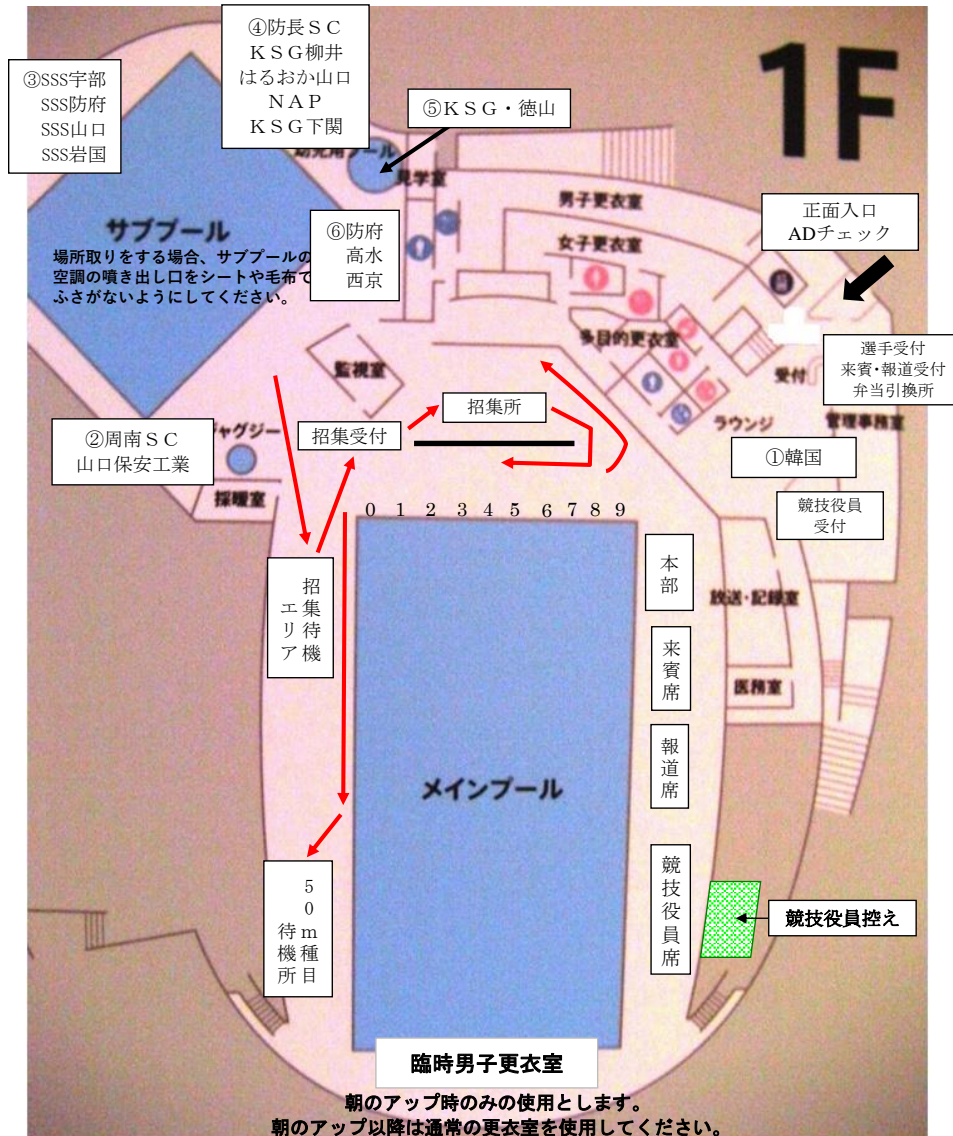 1F
④防長ＳＣ
ＫＳＧ柳井
はるおか山口
ＮＡＰ
ＫＳＧ下関
③SSS宇部
SSS防府
SSS山口
SSS岩国
⑤ＫＳＧ・徳山
見学室
男子更衣室
正面入口
ADチェック
サブプール
場所取りをする場合、サブプールの
空調の噴き出し口をシートや毛布で
ふさがないようにしてください。
⑥防府
高水
西京
女子更衣室
多目的更衣室
選手受付
来賓・報道受付
弁当引換所
受付
監視室
招集所
招集受付
ラウンジ
管理事務室
②周南ＳＣ
山口保安工業
ャグジー
採暖室
①韓国
競技役員
受付
0 1 2 3 4 5 6 7 8 9
招集待機
エリア
本部
放送・記録室
来賓席
医務室
報道席
メインプール
50ｍ種目
待機所
競技役員席
競技役員控え
臨時男子更衣室
朝のアップ時のみの使用とします。
朝のアップ以降は通常の更衣室を使用してください。